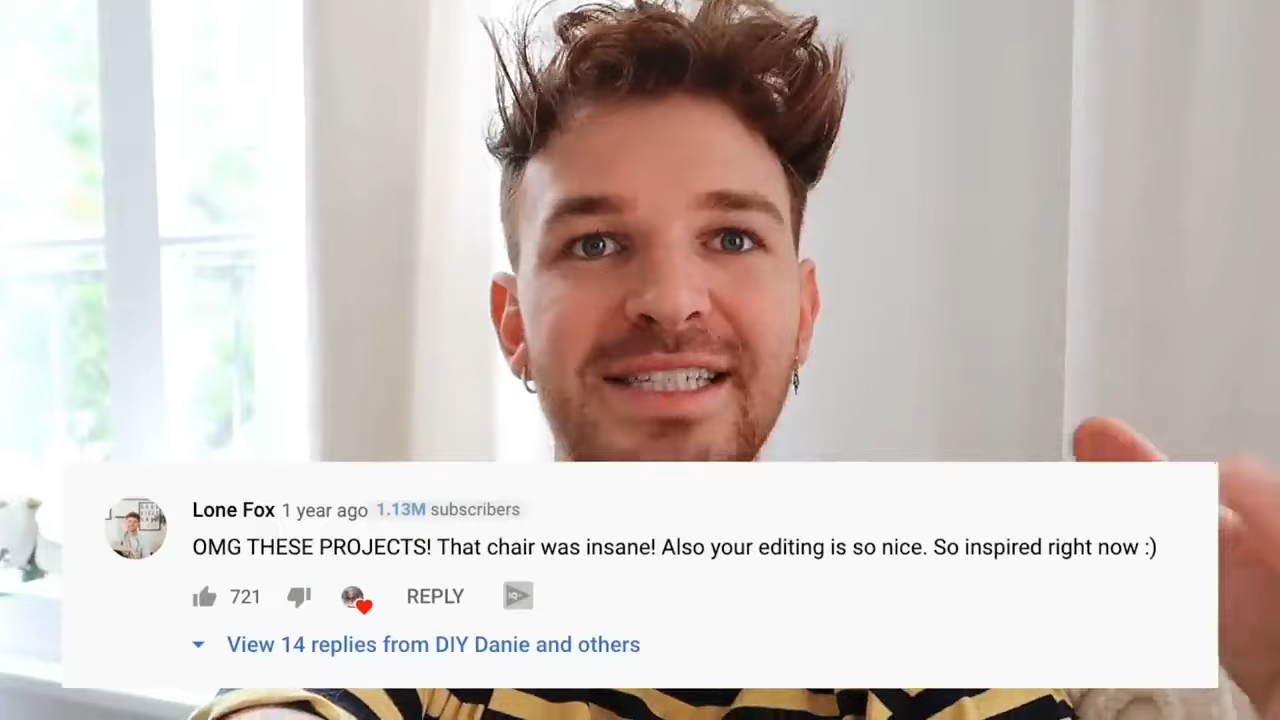 Lone Fox 1 year ago 1.13M subscribers
OMG THESE PROJECTS! That chair was insane! Also your editing is so nice. So inspired right now :)
721 REPLY IQ
View 14 replies from DIY Danie and others